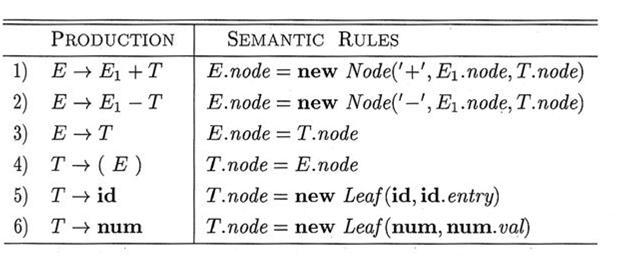 PRODUCTION SEMANTIC RULES
1) E → E₁ + T E.node = new Node('+', E₁.node, T.node)
2) E → E₁ − T E.node = new Node('−', E₁.node, T.node)
3) E → T E.node = T.node
4) T → ( E ) T.node = E.node
5) T → id T.node = new Leaf(id, id.entry)
6) T → num T.node = new Leaf(num, num.val)